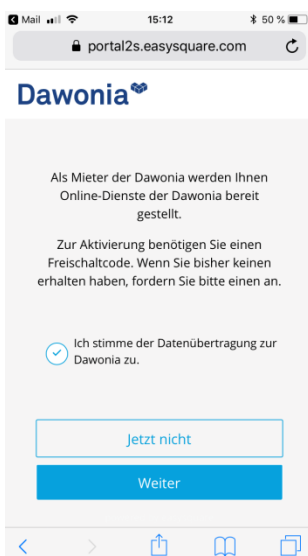 Mail 15:12 50 %
portal2s.easysquare.com
Dawonia
Als Mieter der Dawonia werden Ihnen
Online-Dienste der Dawonia bereit
gestellt.
Zur Aktivierung benötigen Sie einen
Freischaltcode. Wenn Sie bisher keinen
erhalten haben, fordern Sie bitte einen an.
Ich stimme der Datenübertragung zur
Dawonia zu.
Jetzt nicht
Weiter